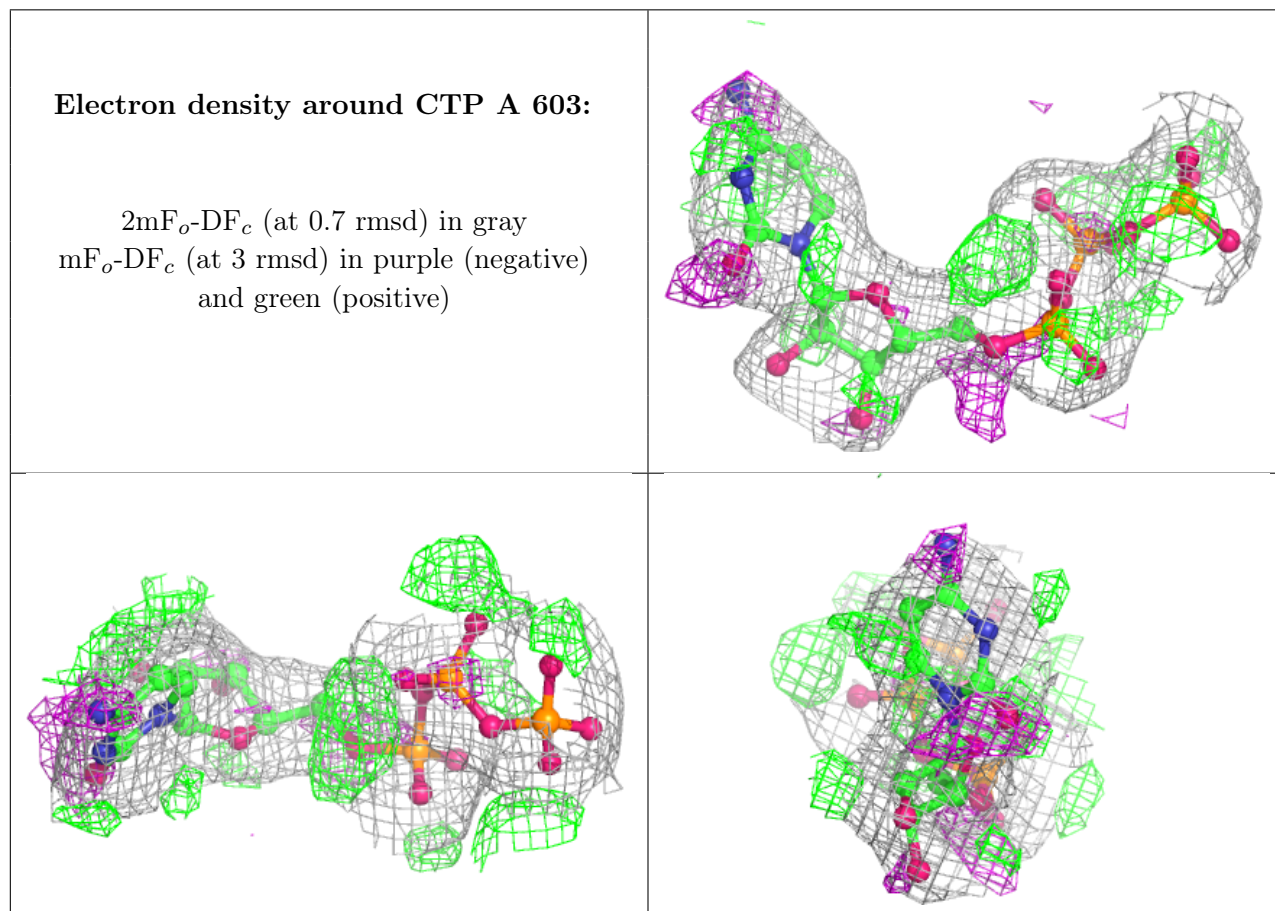 Electron density around CTP A 603:
2mFₒ-DF𝒸 (at 0.7 rmsd) in gray
mFₒ-DF𝒸 (at 3 rmsd) in purple (negative)
and green (positive)